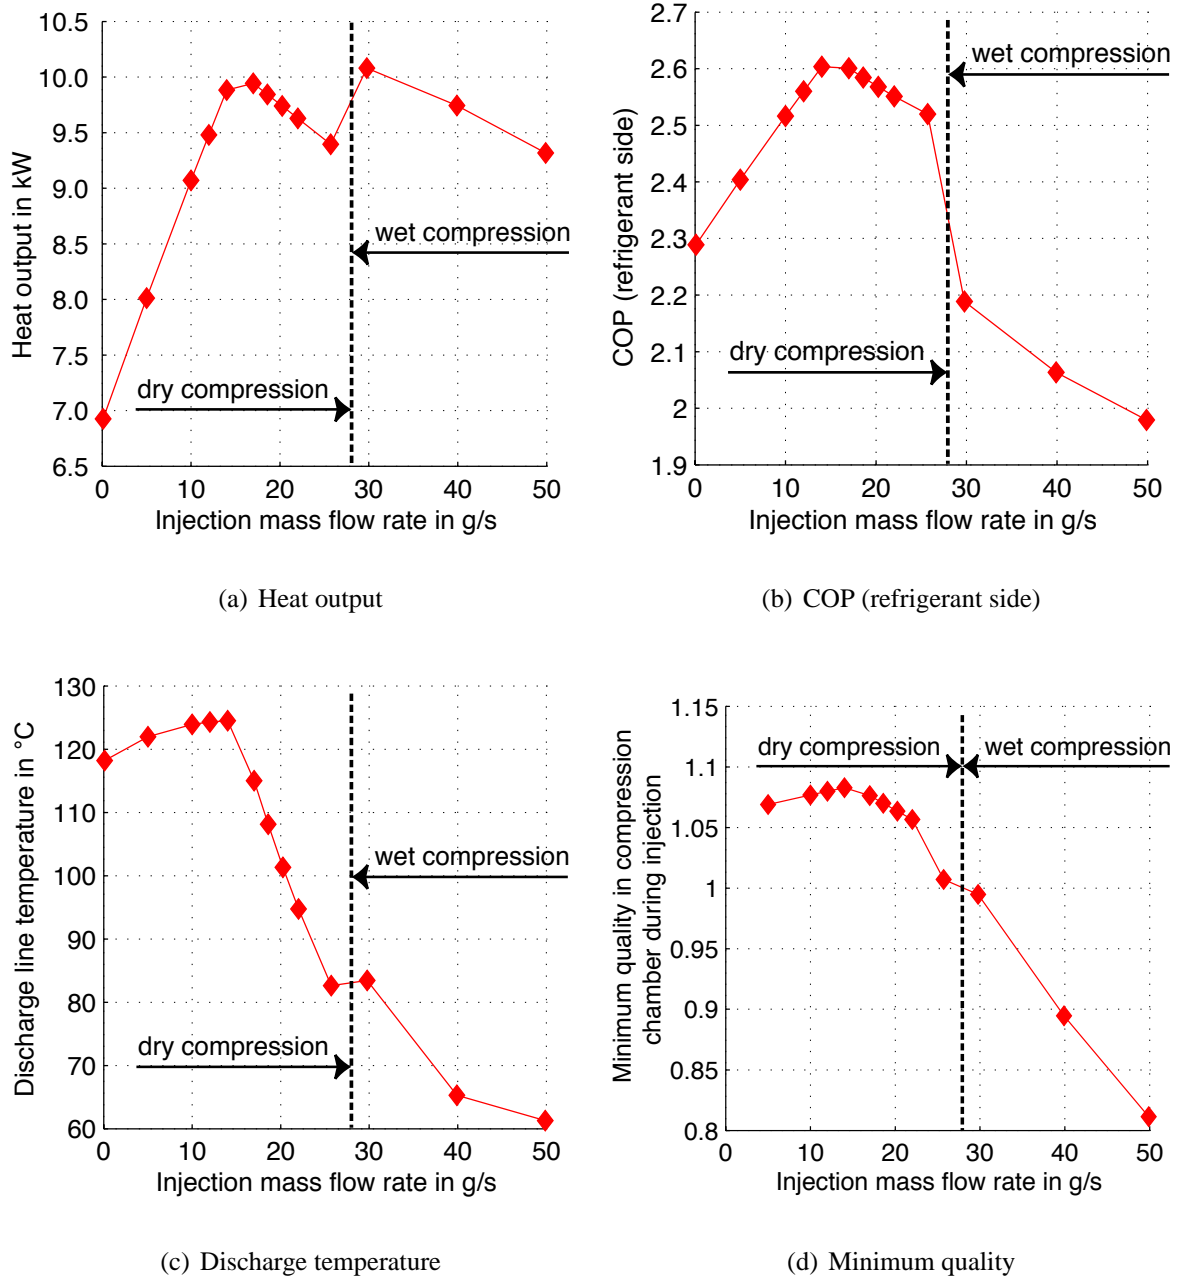 10.5
10.0
9.5
9.0
8.5
8.0
7.5
7.0
6.5
Heat output in kW
wet compression
dry compression
0 10 20 30 40 50
Injection mass flow rate in g/s
(a) Heat output
2.7
2.6
2.5
2.4
2.3
2.2
2.1
2
1.9
COP (refrigerant side)
wet compression
dry compression
0 10 20 30 40 50
Injection mass flow rate in g/s
(b) COP (refrigerant side)
130
120
110
100
90
80
70
60
Discharge line temperature in °C
wet compression
dry compression
0 10 20 30 40 50
Injection mass flow rate in g/s
(c) Discharge temperature
1.15
1.1
1.05
1
0.95
0.9
0.85
0.8
Minimum quality in compression
chamber during injection
dry compression wet compression
0 10 20 30 40 50
Injection mass flow rate in g/s
(d) Minimum quality